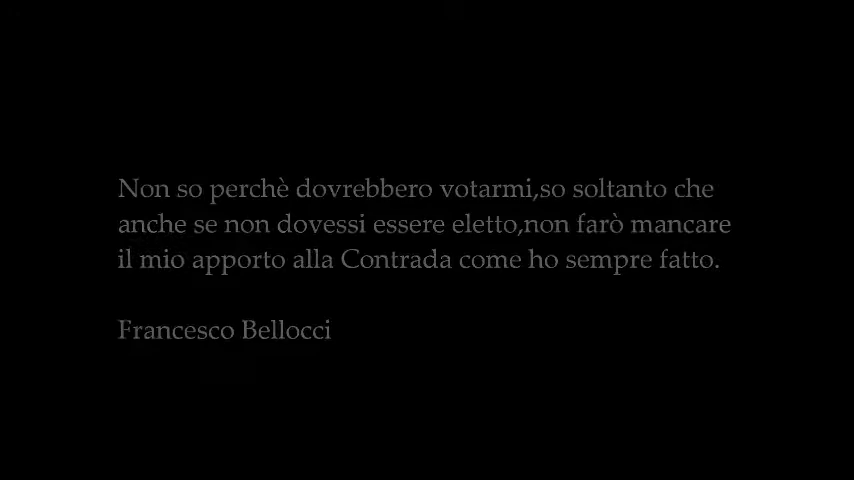 Non so perchè dovrebbero votarmi,so soltanto che
anche se non dovessi essere eletto,non farò mancare
il mio apporto alla Contrada come ho sempre fatto.
Francesco Bellocci